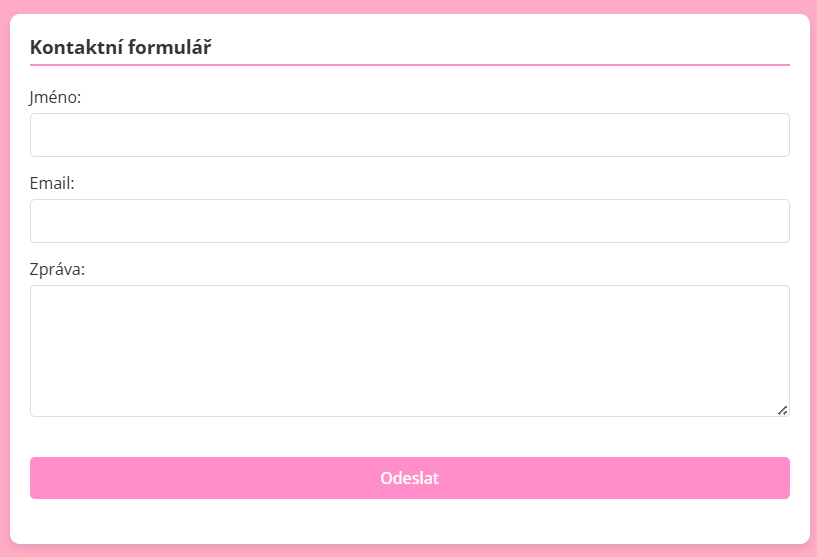 Kontaktní formulář
Jméno:
Email:
Zpráva:
Odeslat